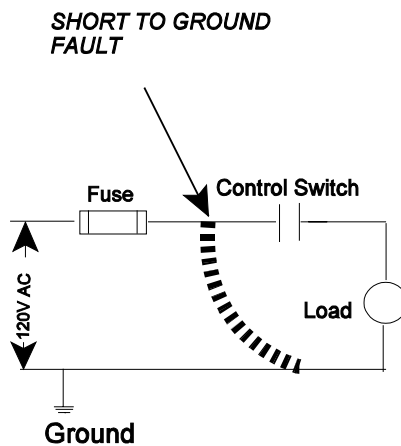 SHORT TO GROUND
FAULT
Fuse
Control Switch
120V AC
Load
Ground